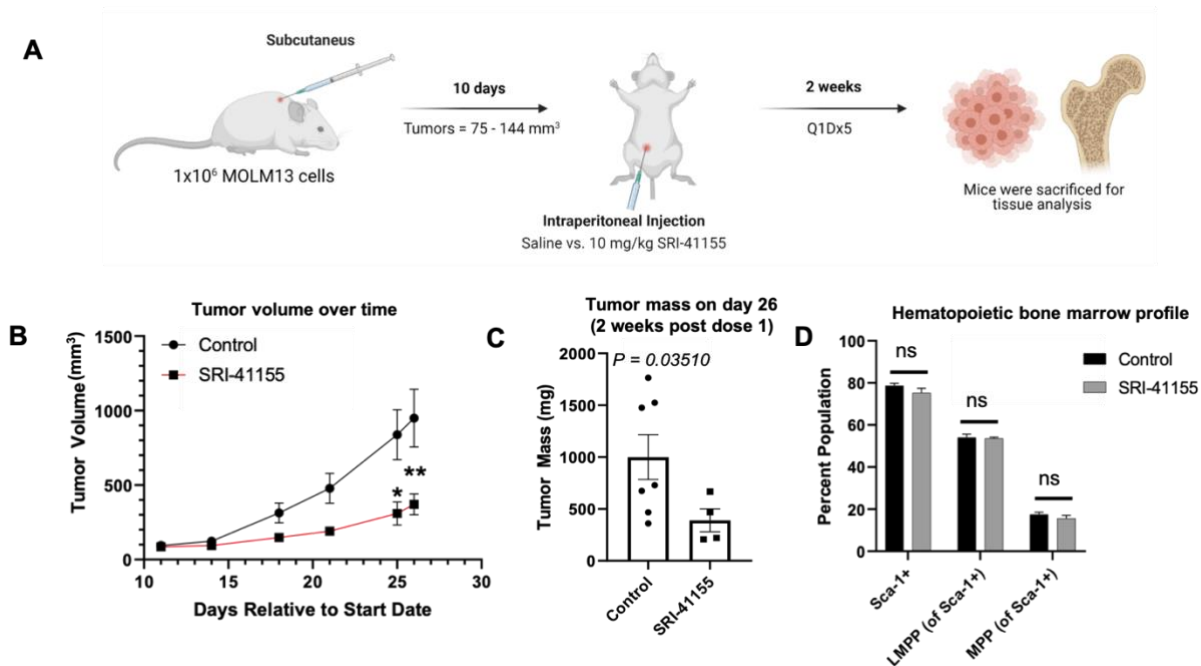 A
Subcutaneus
1x10⁶ MOLM13 cells
10 days
Tumors = 75 - 144 mm³
Intraperitoneal Injection
Saline vs. 10 mg/kg SRI-41155
2 weeks
Q1Dx5
Mice were sacrificed for
tissue analysis
B
Tumor volume over time
Tumor Volume (mm³)
1500
1000
500
0
Control
SRI-41155
*
**
10
15
20
25
30
Days Relative to Start Date
C
Tumor mass on day 26
(2 weeks post dose 1)
P = 0.03510
Tumor Mass (mg)
2000
1500
1000
500
0
Control
SRI-41155
D
Hematopoietic bone marrow profile
Percent Population
100
80
60
40
20
0
ns
ns
ns
Control
SRI-41155
Sca-1+
LMPP (of Sca-1+)
MPP (of Sca-1+)